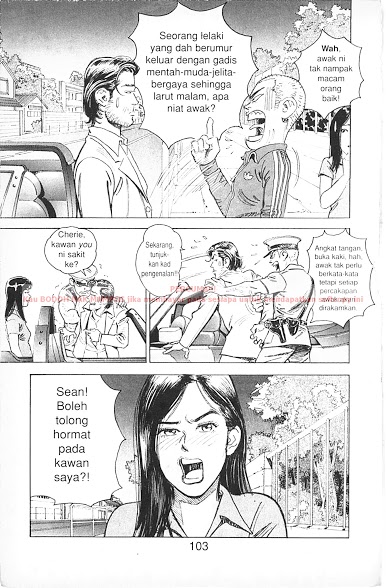 Seorang lelaki
yang dah berumur
keluar dengan gadis
mentah-muda-jelita-
bergaya sehingga
larut malam, apa
niat awak?
Wah,
awak ni
tak nampak
macam
orang
baik!
Cherie,
kawan you
ni sakit
ke?
Sekarang,
tunjuk-
kan kad
pengenalan!!
Angkat tangan,
buka kaki, hah,
awak tak perlu
berkata-kata
tetapi setiap
percakapan
awak akan
dirakamkan.
Sean!
Boleh
tolong
hormat
pada
kawan
saya?!
103